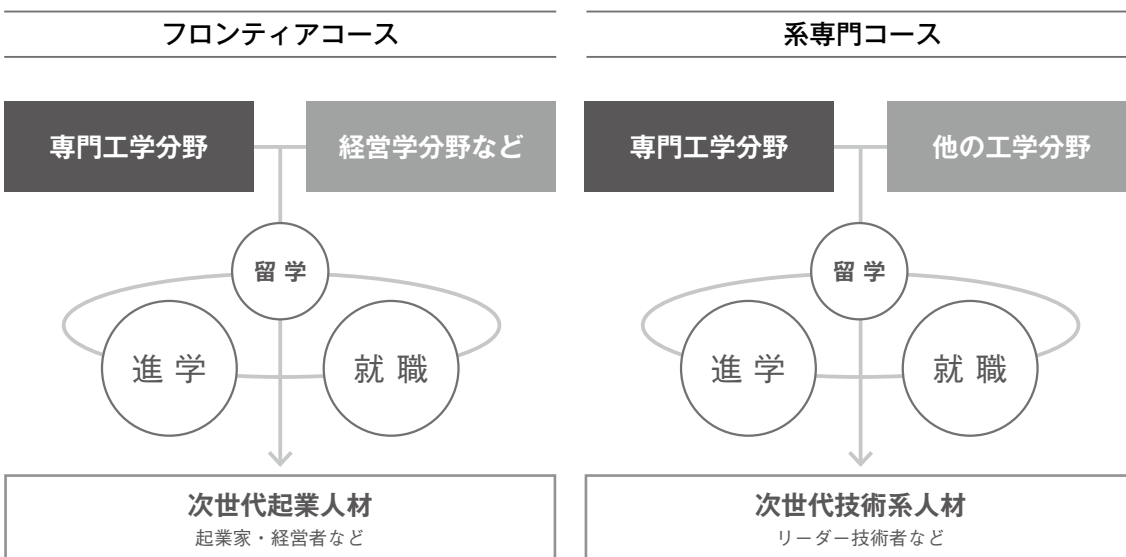 フロンティアコース
専門工学分野
経営学分野など
留学
進学
就職
次世代起業人材
起業家・経営者など
系専門コース
専門工学分野
他の工学分野
留学
進学
就職
次世代技術系人材
リーダー技術者など